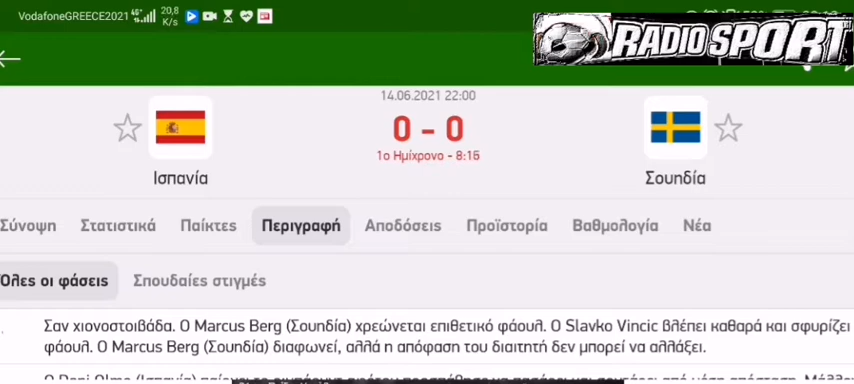 VodafoneGREECE2021 4G 20,8 K/s
RADIO SPORT
14.06.2021 22:00
0 - 0
1ο Ημίχρονο - 8:15
Ισπανία
Σουηδία
Σύνοψη Στατιστικά Παίκτες Περιγραφή Αποδόσεις Προϊστορία Βαθμολογία Νέα
Όλες οι φάσεις Σπουδαίες στιγμές
Σαν χιονοστοιβάδα. Ο Marcus Berg (Σουηδία) χρεώνεται επιθετικό φάουλ. Ο Slavko Vincic βλέπει καθαρά και σφυρίζει
φάουλ. Ο Marcus Berg (Σουηδία) διαφωνεί, αλλά η απόφαση του διαιτητή δεν μπορεί να αλλάξει.